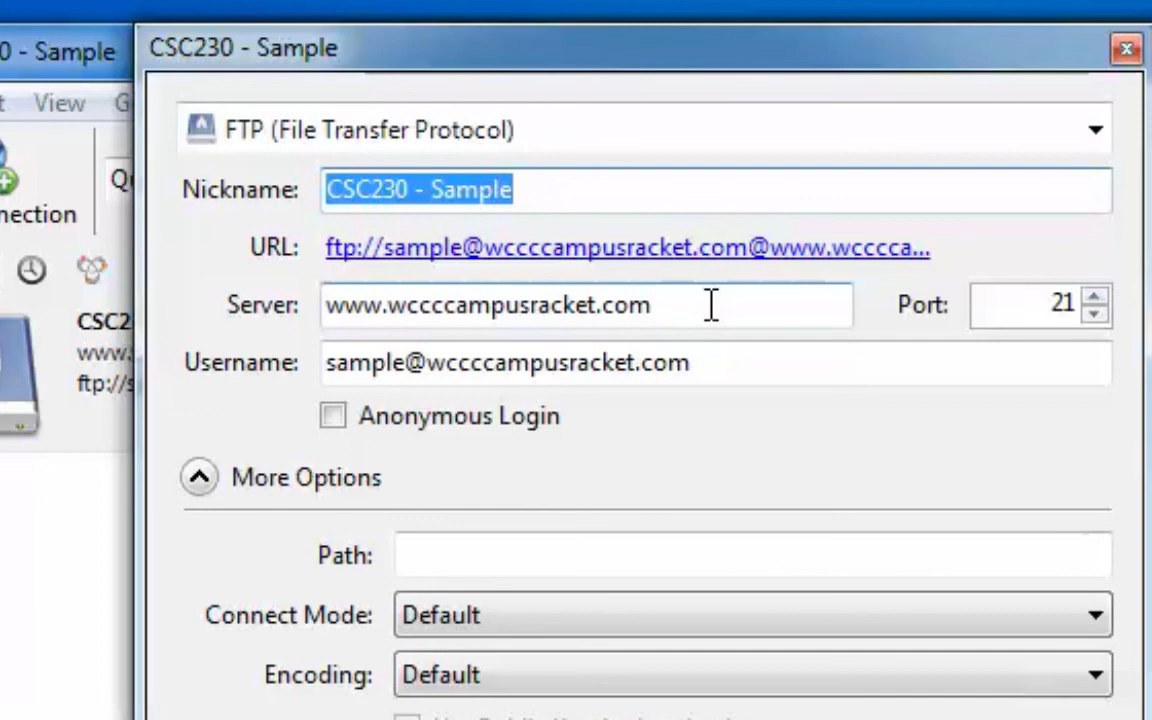 0 - Sample
CSC230 - Sample
View
FTP (File Transfer Protocol)
Nickname: CSC230 - Sample
URL: ftp://sample@wccccampusracket.com@www.wcccca...
Server: www.wccccampusracket.com Port: 21
Username: sample@wccccampusracket.com
Anonymous Login
More Options
Path:
Connect Mode: Default
Encoding: Default
nection
CSC2
www.
ftp://s